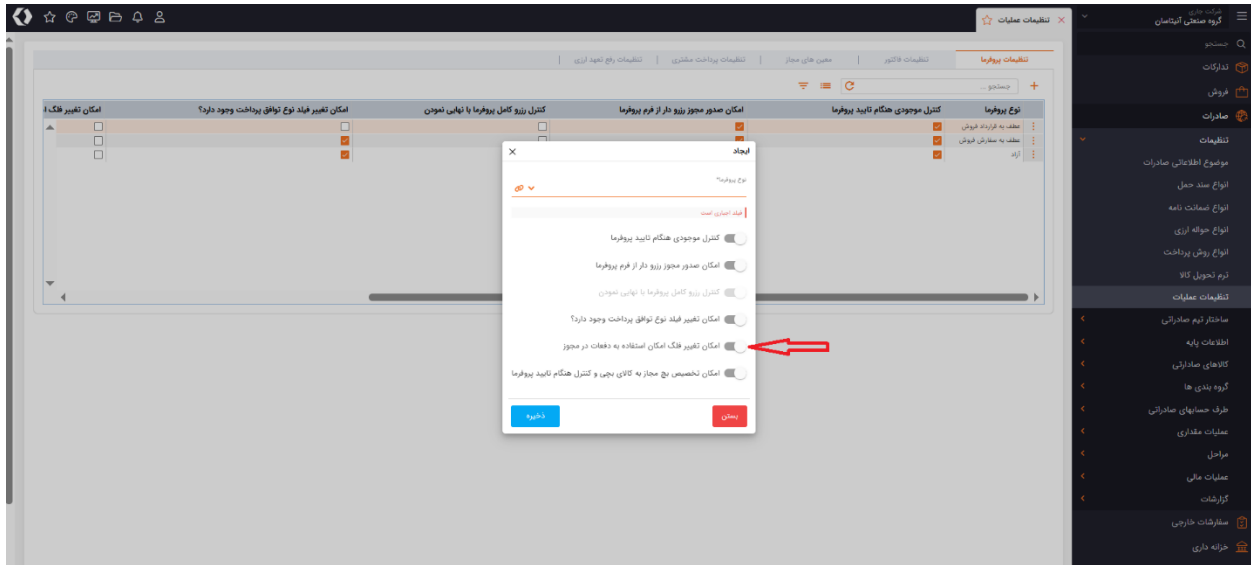 شرکت جاری
گروه صنعتی آنیتاسان
تنظیمات عملیات
جستجو
تدارکات
فروش
صادرات
تنظیمات
موضوع اطلاعاتی صادرات
انواع سند حمل
انواع ضمانت نامه
انواع حواله ارزی
انواع روش پرداخت
ترم تحویل کالا
تنظیمات عملیات
ساختار تیم صادراتی
اطلاعات پایه
کالاهای صادراتی
گروه بندی ها
طرف حسابهای صادراتی
عملیات مقداری
مراحل
عملیات مالی
گزارشات
سفارشات خارجی
خزانه داری
تنظیمات پروفرما
تنظیمات فاکتور
معین های مجاز
تنظیمات پرداخت مشتری
تنظیمات رفع تعهد ارزی
جستجو ...
نوع پروفرما
کنترل موجودی هنگام تایید پروفرما
امکان صدور مجوز رزرو دار از فرم پروفرما
کنترل رزرو کامل پروفرما با نهایی نمودن
امکان تغییر فیلد نوع توافق پرداخت وجود دارد؟
امکان تغییر فلگ ا
عطف به قرارداد فروش
عطف به سفارش فروش
آزاد
ایجاد
نوع پروفرما*
فیلد اجباری است
کنترل موجودی هنگام تایید پروفرما
امکان صدور مجوز رزرو دار از فرم پروفرما
کنترل رزرو کامل پروفرما با نهایی نمودن
امکان تغییر فیلد نوع توافق پرداخت وجود دارد؟
امکان تغییر فلگ امکان استفاده به دفعات در مجوز
امکان تخصیص بچ مجاز به کالای بچی و کنترل هنگام تایید پروفرما
بستن
ذخیره